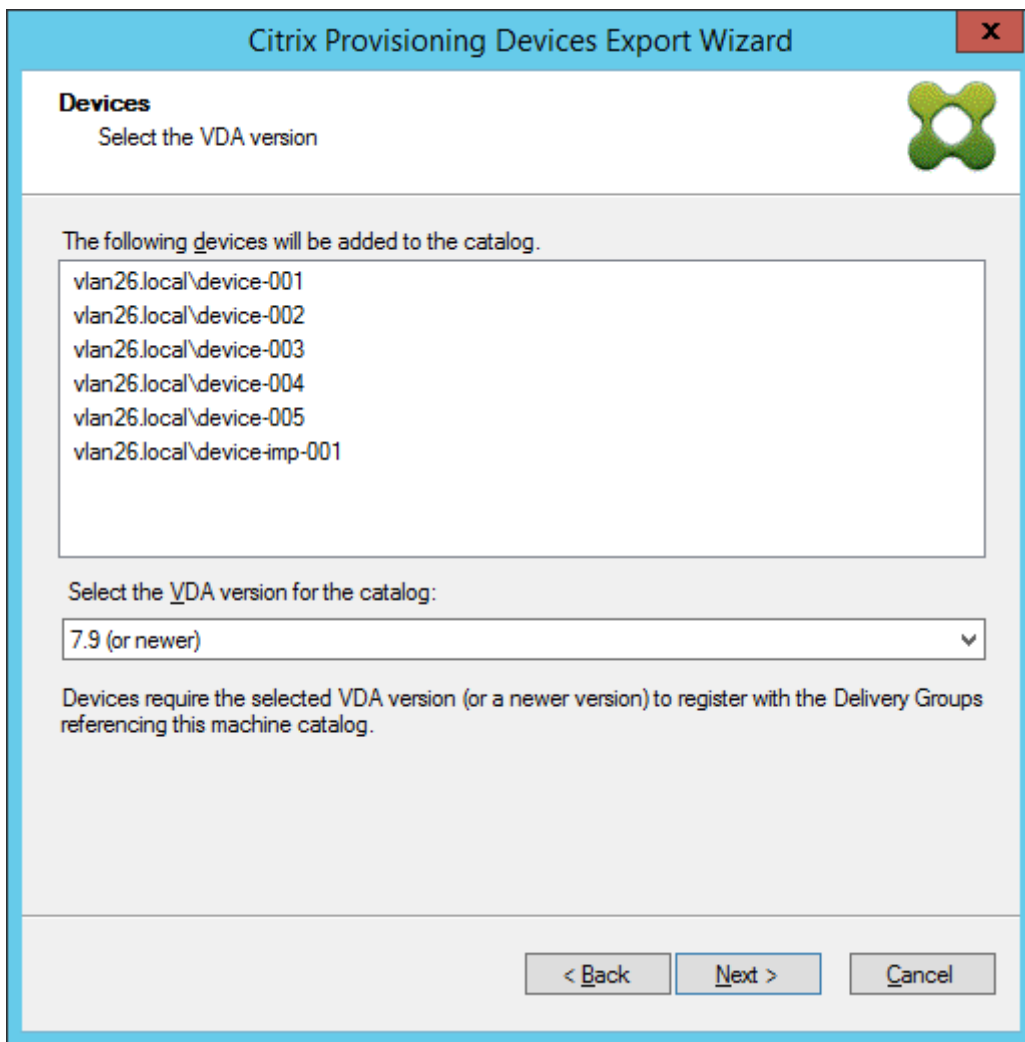 Citrix Provisioning Devices Export Wizard
x
Devices
Select the VDA version
The following devices will be added to the catalog.
vlan26.local\device-001
vlan26.local\device-002
vlan26.local\device-003
vlan26.local\device-004
vlan26.local\device-005
vlan26.local\device-imp-001
Select the VDA version for the catalog:
7.9 (or newer)
Devices require the selected VDA version (or a newer version) to register with the Delivery Groups
referencing this machine catalog.
< Back Next > Cancel